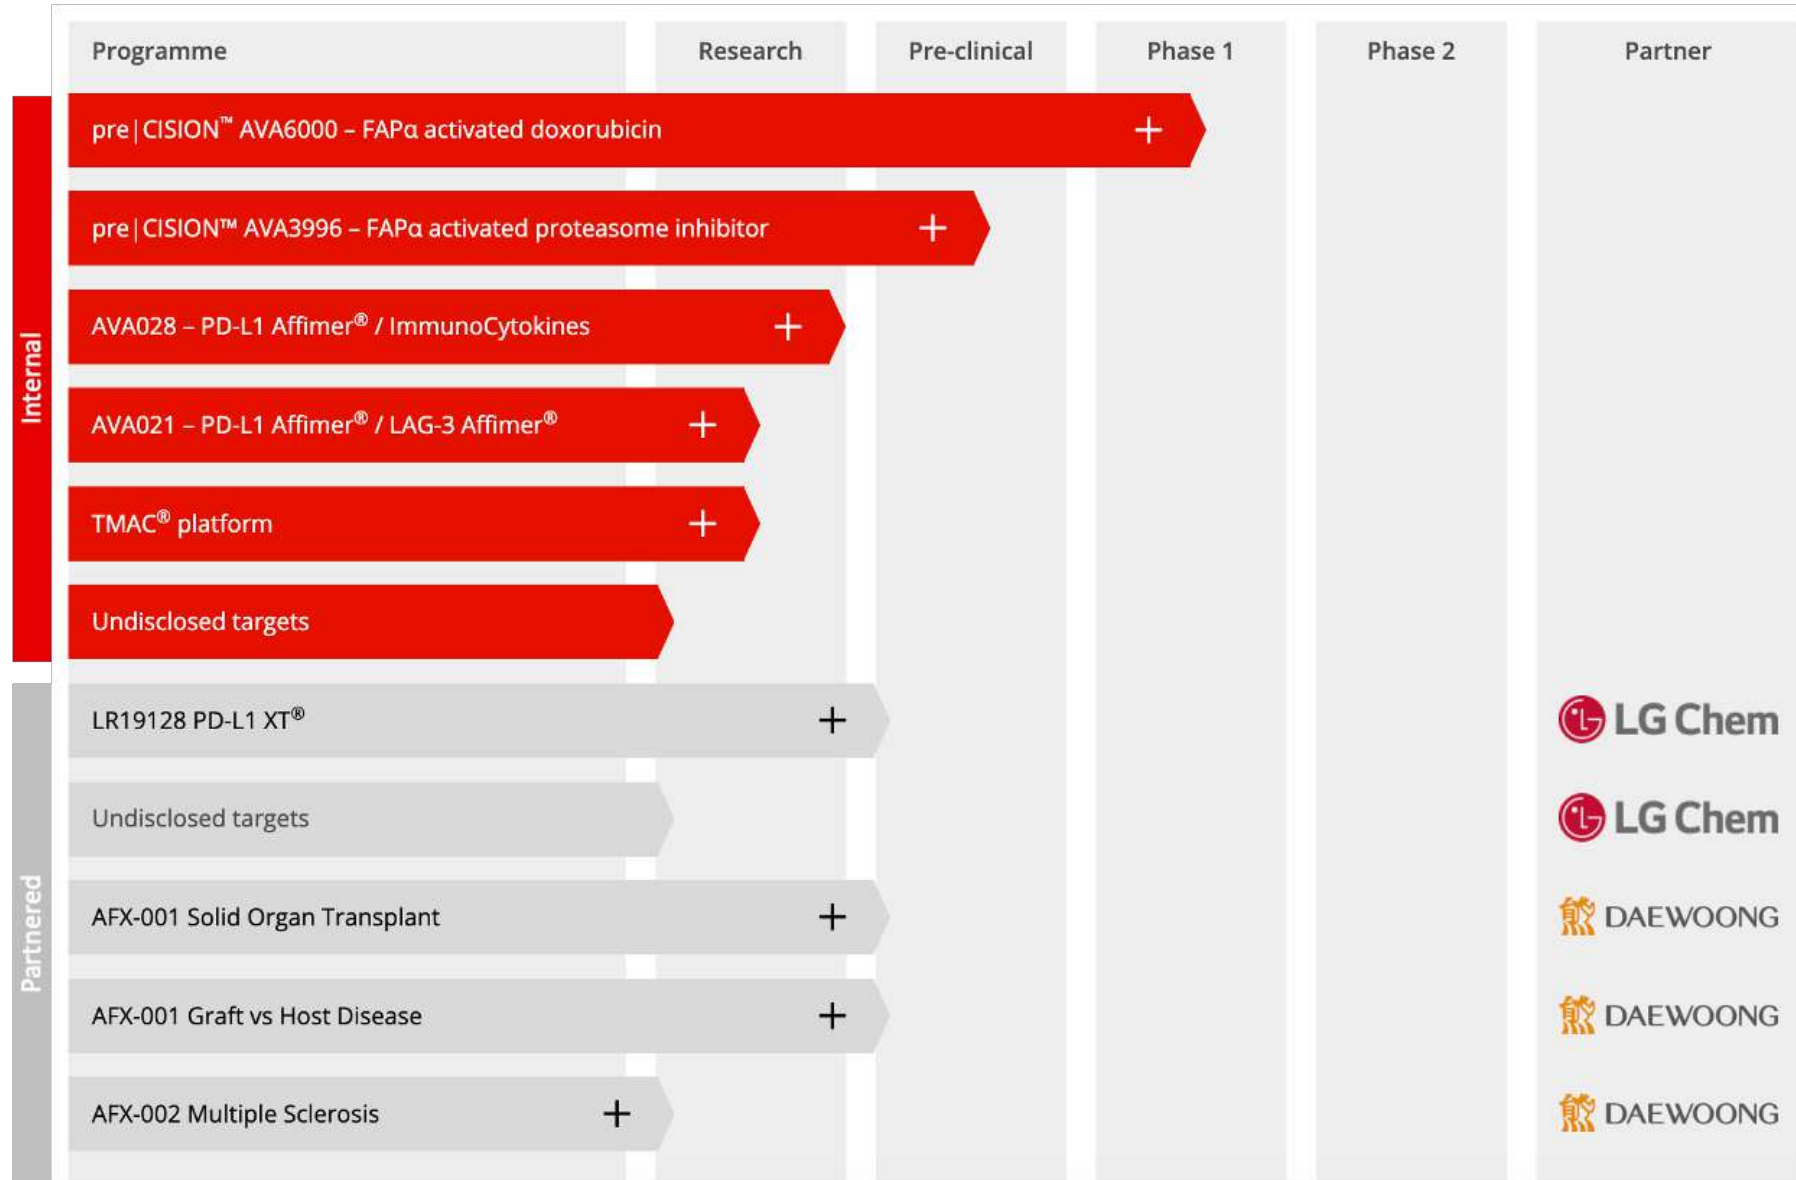 Programme Research Pre-clinical Phase 1 Phase 2 Partner
Internal
pre|CISION™ AVA6000 – FAPα activated doxorubicin +
pre|CISION™ AVA3996 – FAPα activated proteasome inhibitor +
AVA028 – PD-L1 Affimer® / ImmunoCytokines +
AVA021 – PD-L1 Affimer® / LAG-3 Affimer® +
TMAC® platform +
Undisclosed targets
Partnered
LR19128 PD-L1 XT® + LG Chem
Undisclosed targets LG Chem
AFX-001 Solid Organ Transplant + DAEWOONG
AFX-001 Graft vs Host Disease + DAEWOONG
AFX-002 Multiple Sclerosis + DAEWOONG